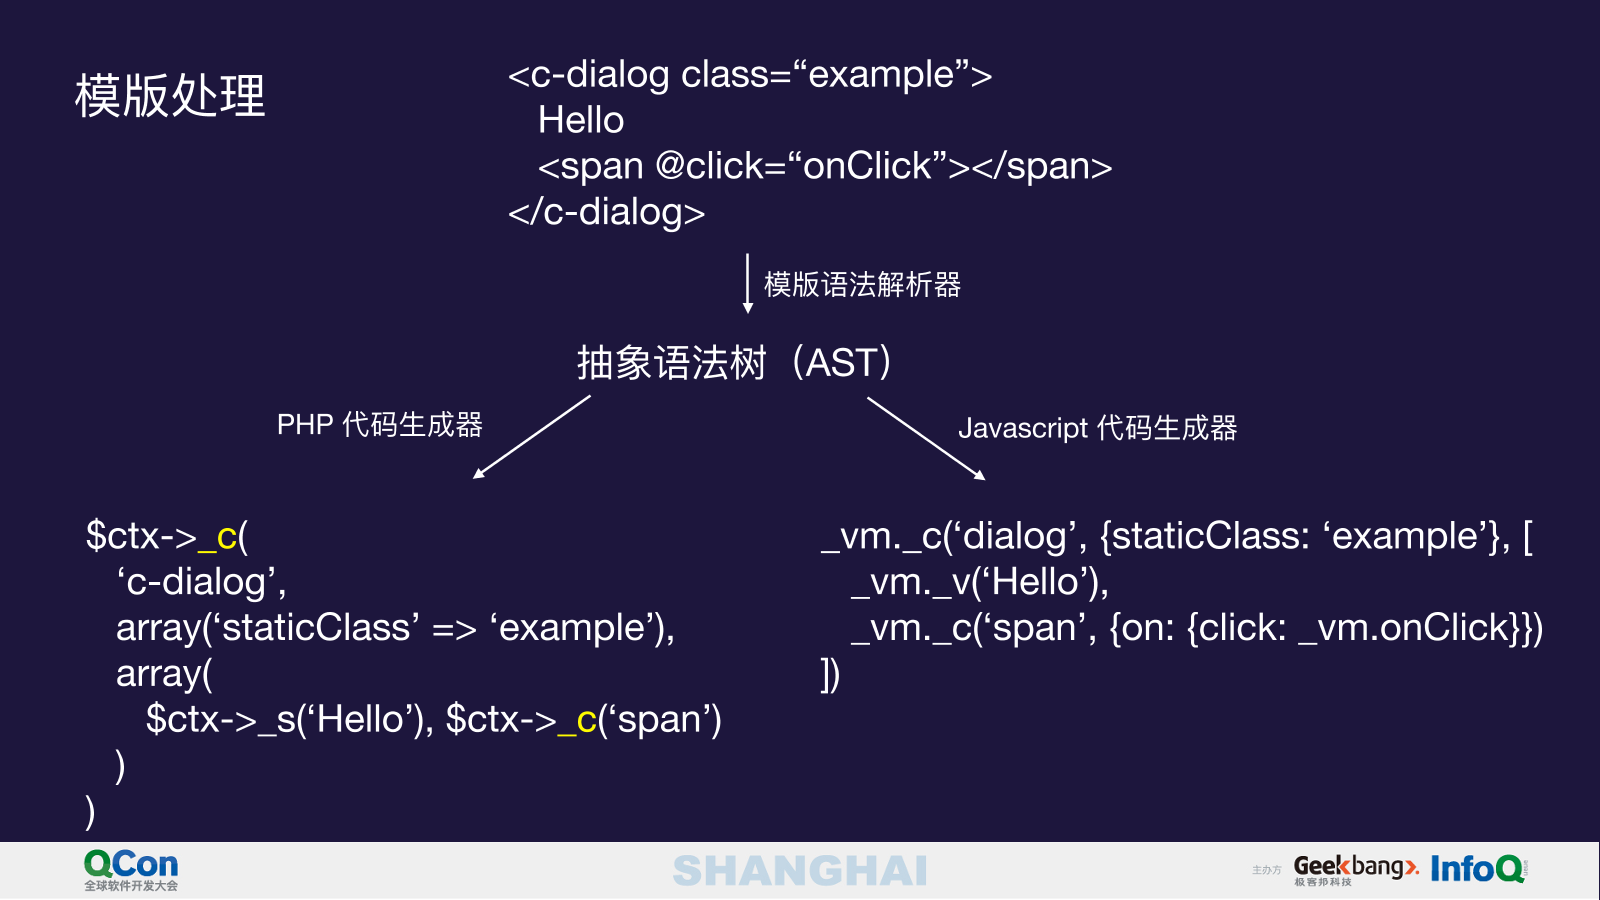 模版处理
<c-dialog class=“example”>
Hello
<span @click=“onClick”></span>
</c-dialog>
模版语法解析器
抽象语法树（AST）
PHP 代码生成器
Javascript 代码生成器
$ctx->_c(
‘c-dialog’,
array(‘staticClass’ => ‘example’),
array(
$ctx->_s(‘Hello’), $ctx->_c(‘span’)
)
)
_vm._c(‘dialog’, {staticClass: ‘example’}, [
_vm._v(‘Hello’),
_vm._c(‘span’, {on: {click: _vm.onClick}})
])
QCon
全球软件开发大会
SHANGHAI
主办方
Geekbang>.
极客邦科技
InfoQ